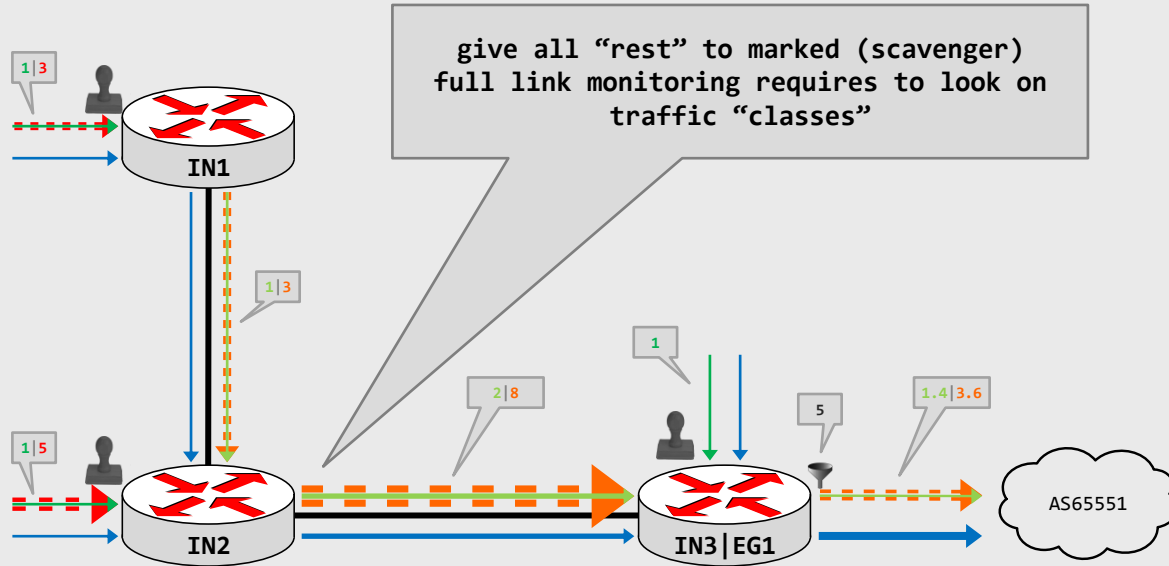 give all “rest” to marked (scavenger)
full link monitoring requires to look on
traffic “classes”
1|3
IN1
1|3
1
2|8
5
1.4|3.6
1|5
IN2
IN3|EG1
AS65551